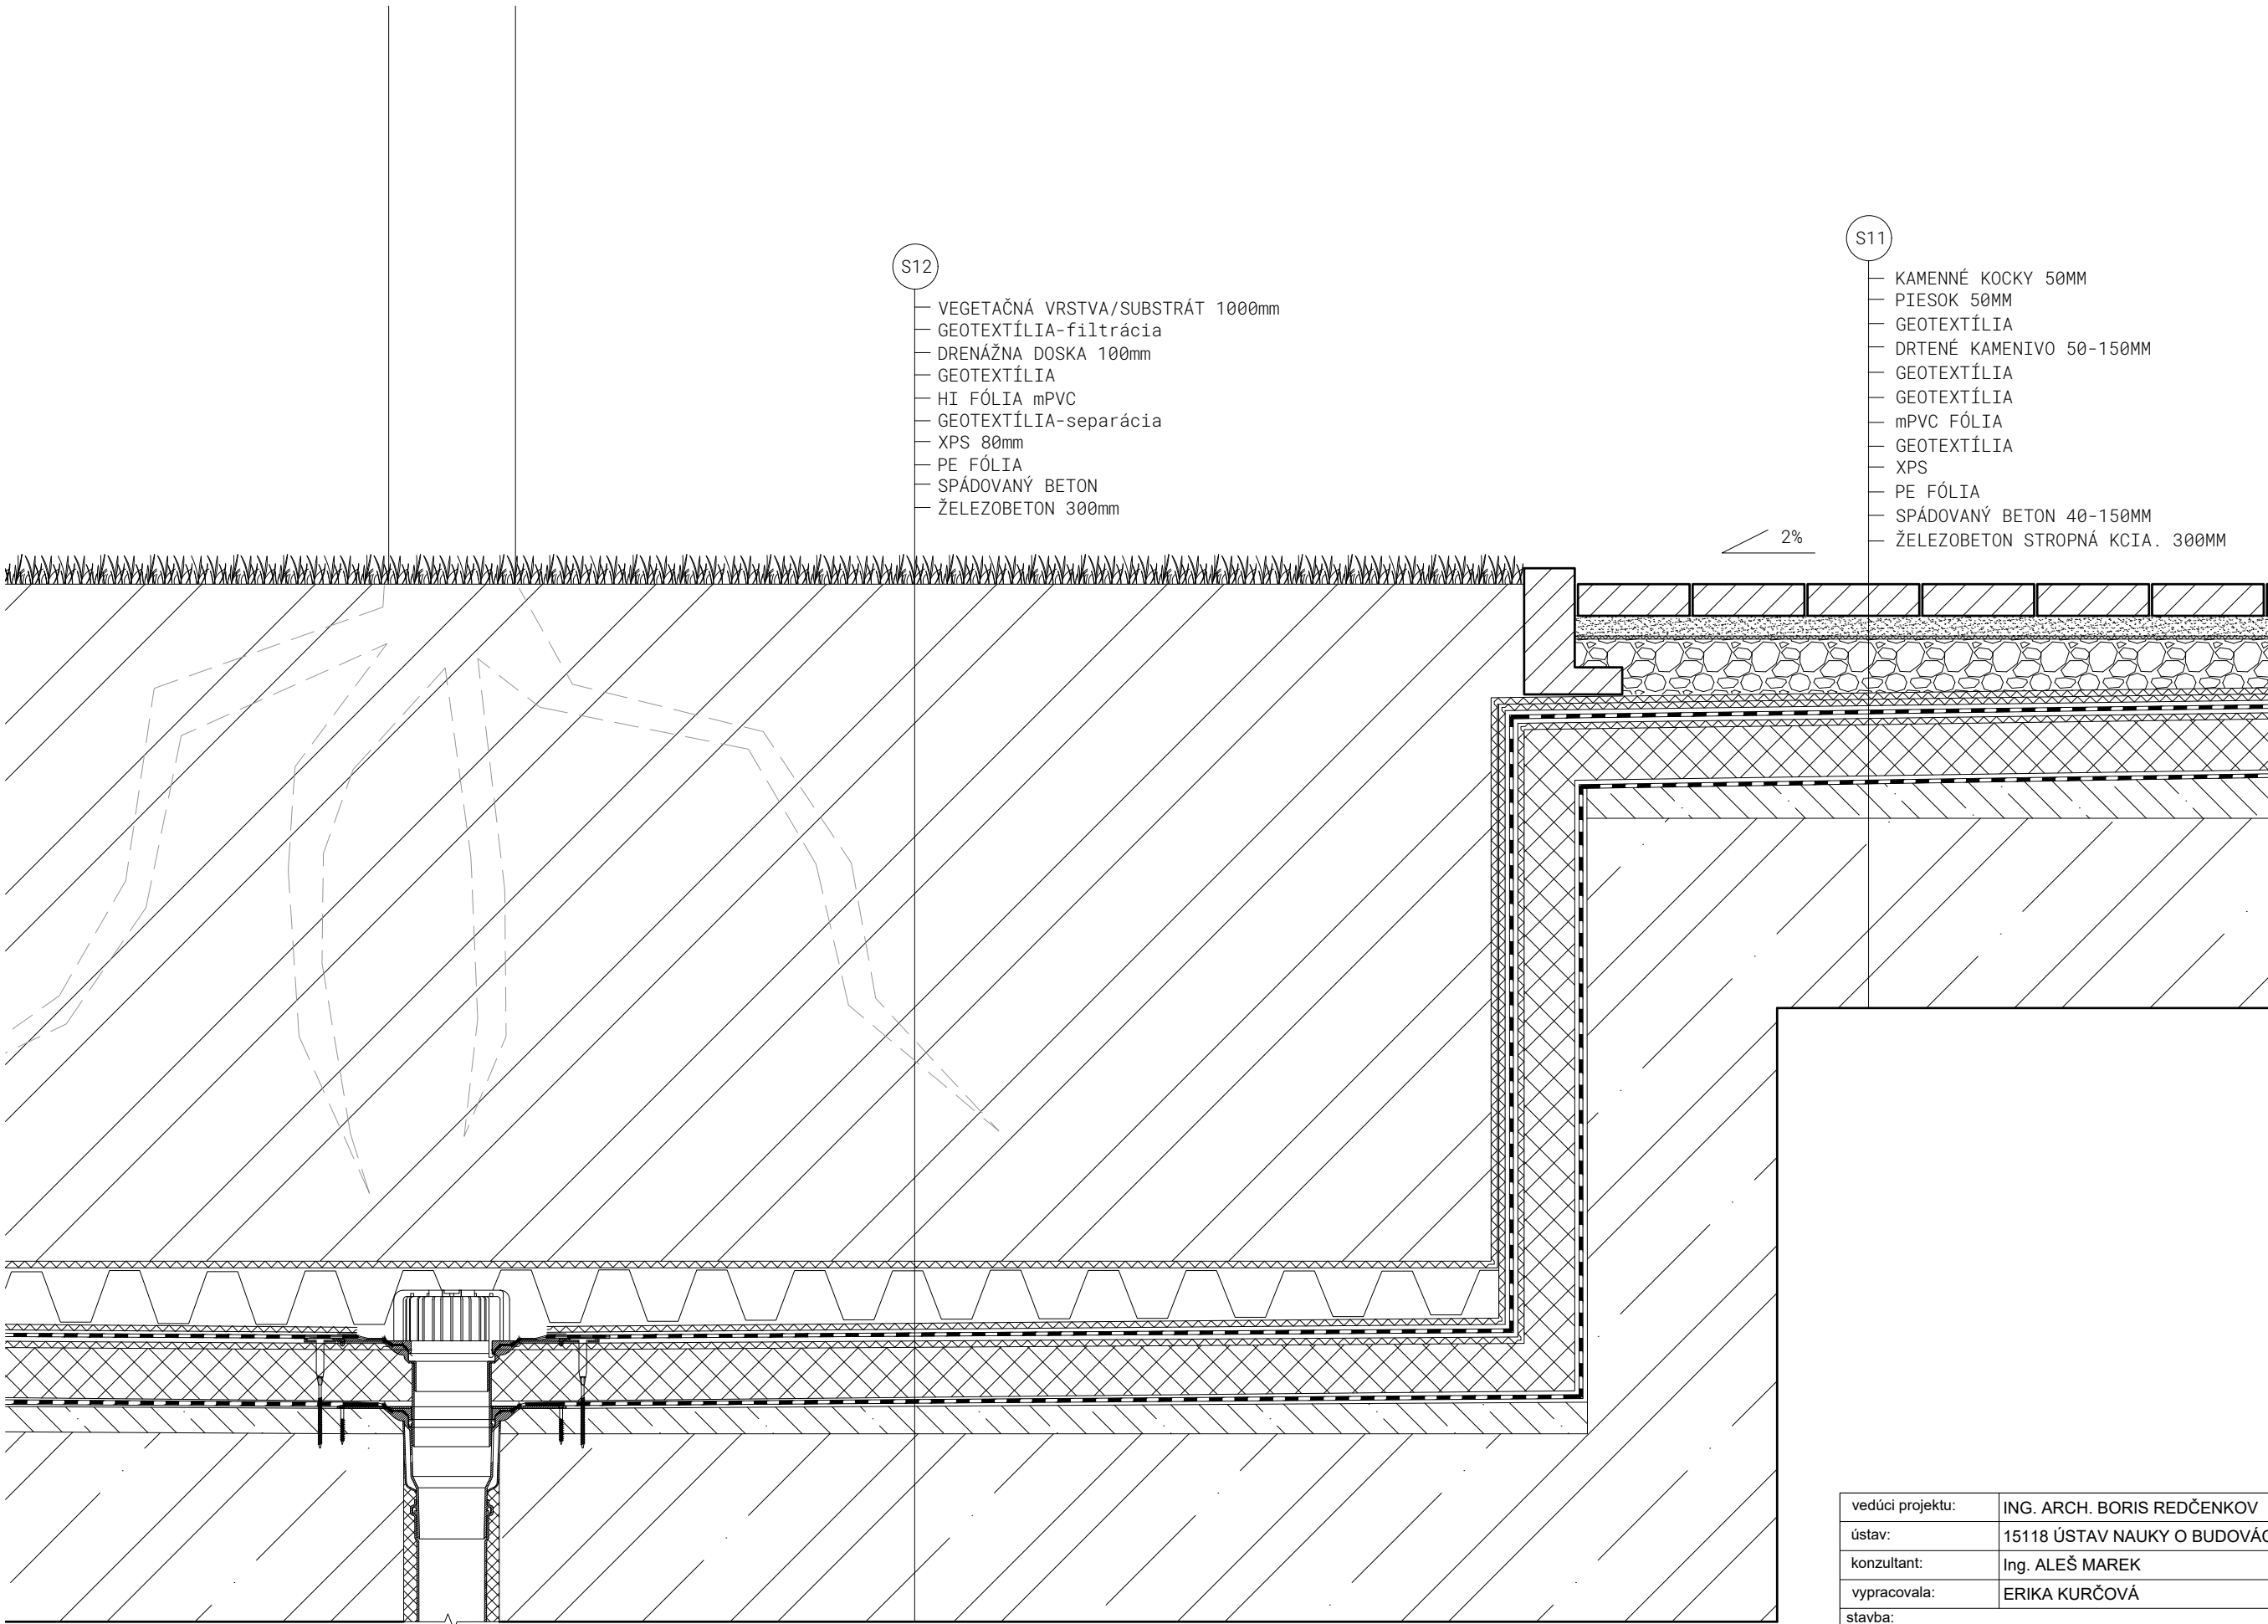 S12
VEGETAČNÁ VRSTVA/SUBSTRÁT 1000mm
GEOTEXTÍLIA-filtrácia
DRENÁŽNA DOSKA 100mm
GEOTEXTÍLIA
HI FÓLIA mPVC
GEOTEXTÍLIA-separácia
XPS 80mm
PE FÓLIA
SPÁDOVANÝ BETON
ŽELEZOBETON 300mm
S11
KAMENNÉ KOCKY 50MM
PIESOK 50MM
GEOTEXTÍLIA
DRTENÉ KAMENIVO 50-150MM
GEOTEXTÍLIA
GEOTEXTÍLIA
mPVC FÓLIA
GEOTEXTÍLIA
XPS
PE FÓLIA
SPÁDOVANÝ BETON 40-150MM
ŽELEZOBETON STROPNÁ KCIA. 300MM
2%
vedúci projektu: ING. ARCH. BORIS REDČENKOV
ústav: 15118 ÚSTAV NAUKY O
konzultant: Ing. ALEŠ MAREK
vypracovala: ERIKA KURČOVÁ
stavba: